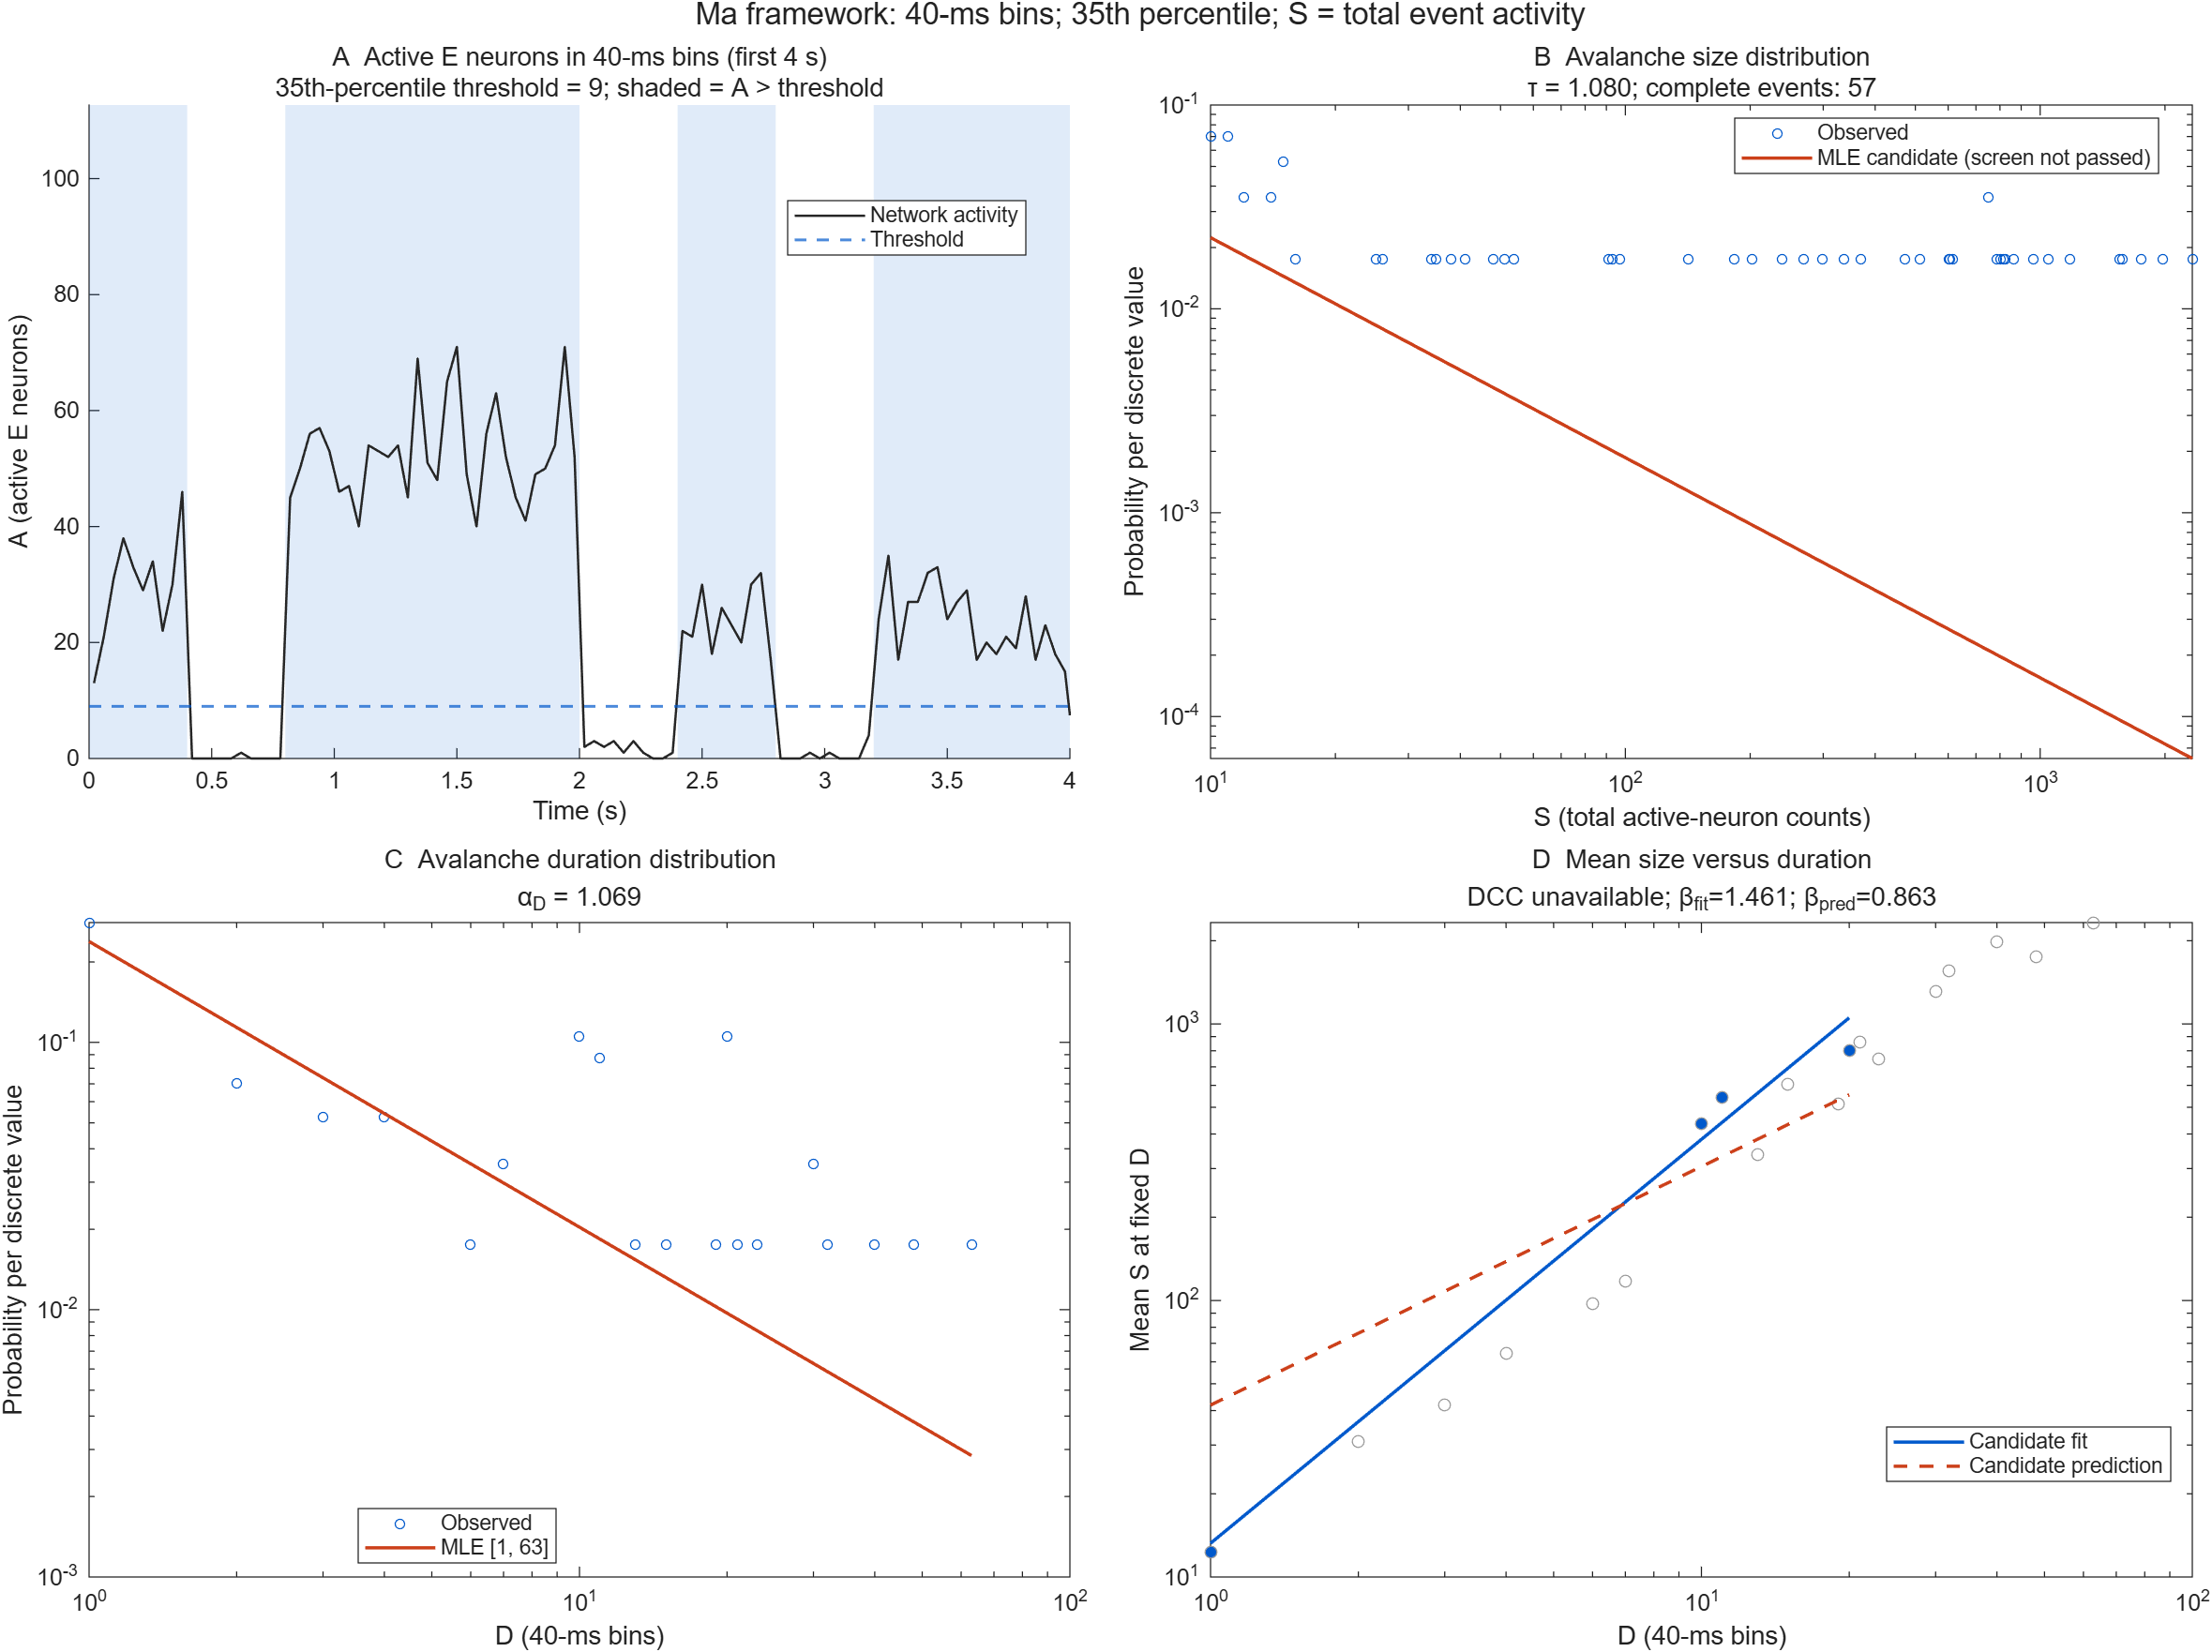 Ma framework: 40-ms bins; 35th percentile; S = total event activity
A Active E neurons in 40-ms bins (first 4 s)
35th-percentile threshold = 9; shaded = A > threshold
A (active E neurons)
100
80
60
40
20
0
Network activity
Threshold
0 0.5 1 1.5 2 2.5 3 3.5 4
Time (s)
B Avalanche size distribution
τ = 1.080; complete events: 57
Probability per discrete value
10⁻¹
10⁻²
10⁻³
10⁻⁴
Observed
MLE candidate (screen not passed)
10¹ 10² 10³
S (total active-neuron counts)
C Avalanche duration distribution
α_D = 1.069
Probability per discrete value
10⁻¹
10⁻²
10⁻³
Observed
MLE [1, 63]
10⁰ 10¹ 10²
D (40-ms bins)
D Mean size versus duration
DCC unavailable; β_fit=1.461; β_pred=0.863
Mean S at fixed D
10³
10²
10¹
Candidate fit
Candidate prediction
10⁰ 10¹ 10²
D (40-ms bins)